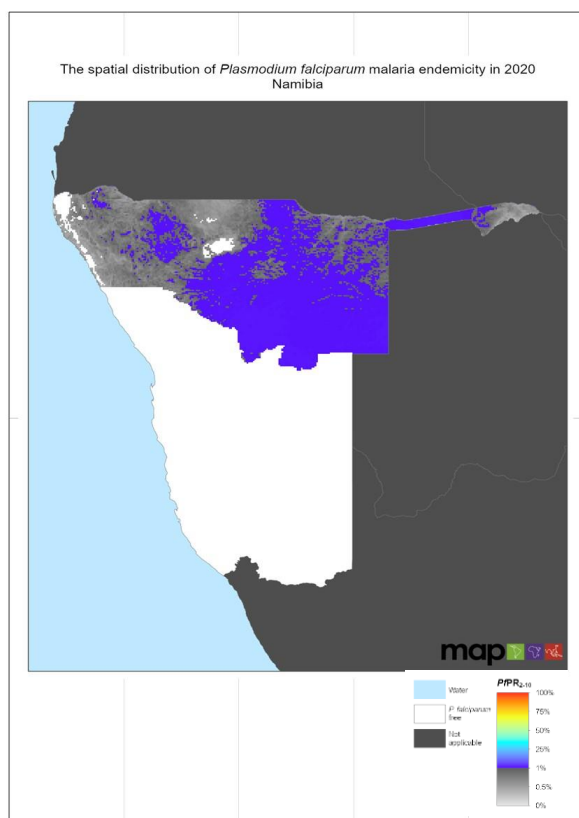 The spatial distribution of Plasmodium falciparum malaria endemicity in 2020
Namibia
map
Water
P. falciparum
free
Not
applicable
PfPR2-10
100%
75%
50%
26%
1%
0.5%
0%